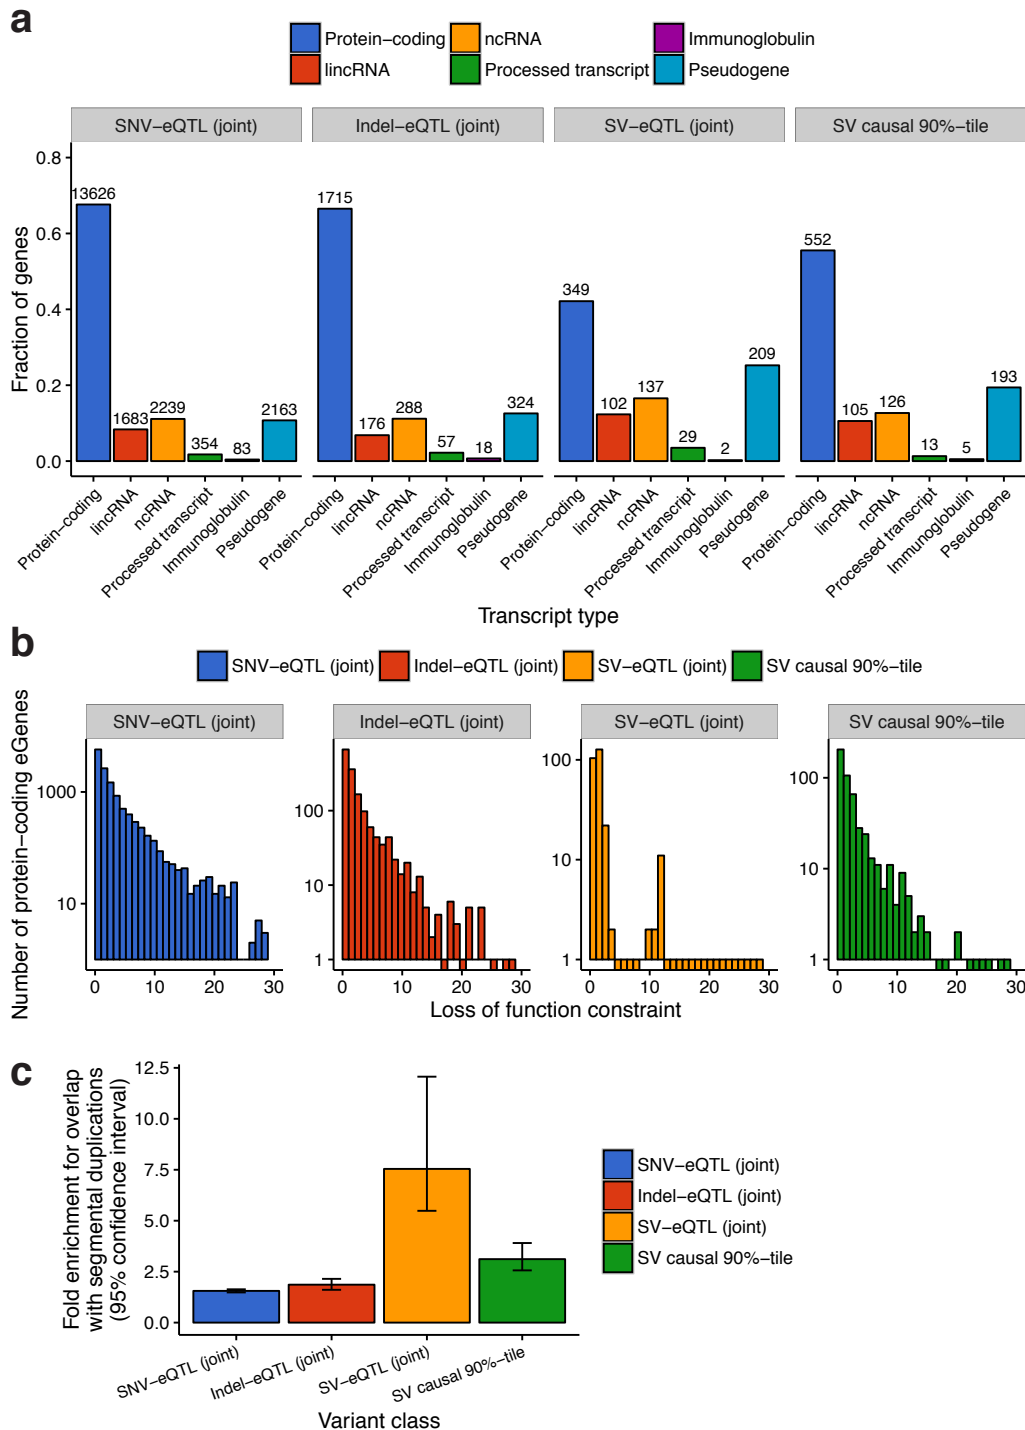 a
Protein−coding ncRNA Immunoglobulin
lincRNA Processed transcript Pseudogene
SNV−eQTL (joint) Indel−eQTL (joint) SV−eQTL (joint) SV causal 90%−tile
Fraction of genes
0.8
0.6
0.4
0.2
0.0
13626 1683 2239 354 83 2163
1715 176 288 57 18 324
349 102 137 29 2 209
552 105 126 13 5 193
Protein−coding lincRNA ncRNA Processed transcript Immunoglobulin Pseudogene
Protein−coding lincRNA ncRNA Processed transcript Immunoglobulin Pseudogene
Protein−coding lincRNA ncRNA Processed transcript Immunoglobulin Pseudogene
Protein−coding lincRNA ncRNA Processed transcript Immunoglobulin Pseudogene
Transcript type
b
SNV−eQTL (joint) Indel−eQTL (joint) SV−eQTL (joint) SV causal 90%−tile
Number of protein−coding eGenes
SNV−eQTL (joint) Indel−eQTL (joint) SV−eQTL (joint) SV causal 90%−tile
1000
10
100
10
1
100
10
1
100
10
1
0 10 20 30 0 10 20 30 0 10 20 30 0 10 20 30
Loss of function constraint
c
Fold enrichment for overlap
with segmental duplications
(95% confidence interval)
12.5
10.0
7.5
5.0
2.5
0.0
SNV−eQTL (joint)
Indel−eQTL (joint)
SV−eQTL (joint)
SV causal 90%−tile
SNV−eQTL (joint)
Indel−eQTL (joint)
SV−eQTL (joint)
SV causal 90%−tile
Variant class